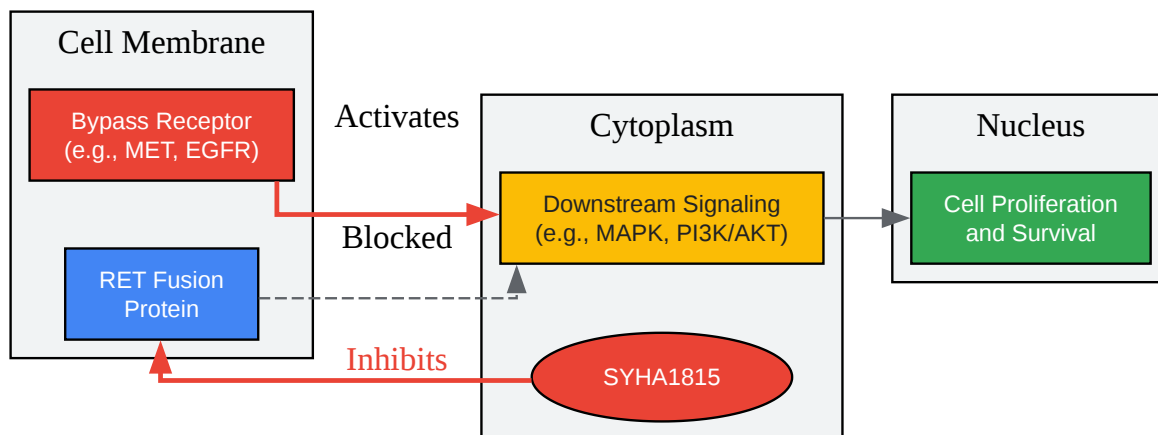 Cell Membrane
Bypass Receptor
(e.g., MET, EGFR)
RET Fusion
Protein
Activates
Blocked
Inhibits
Cytoplasm
Downstream Signaling
(e.g., MAPK, PI3K/AKT)
SYHA1815
Nucleus
Cell Proliferation
and Survival